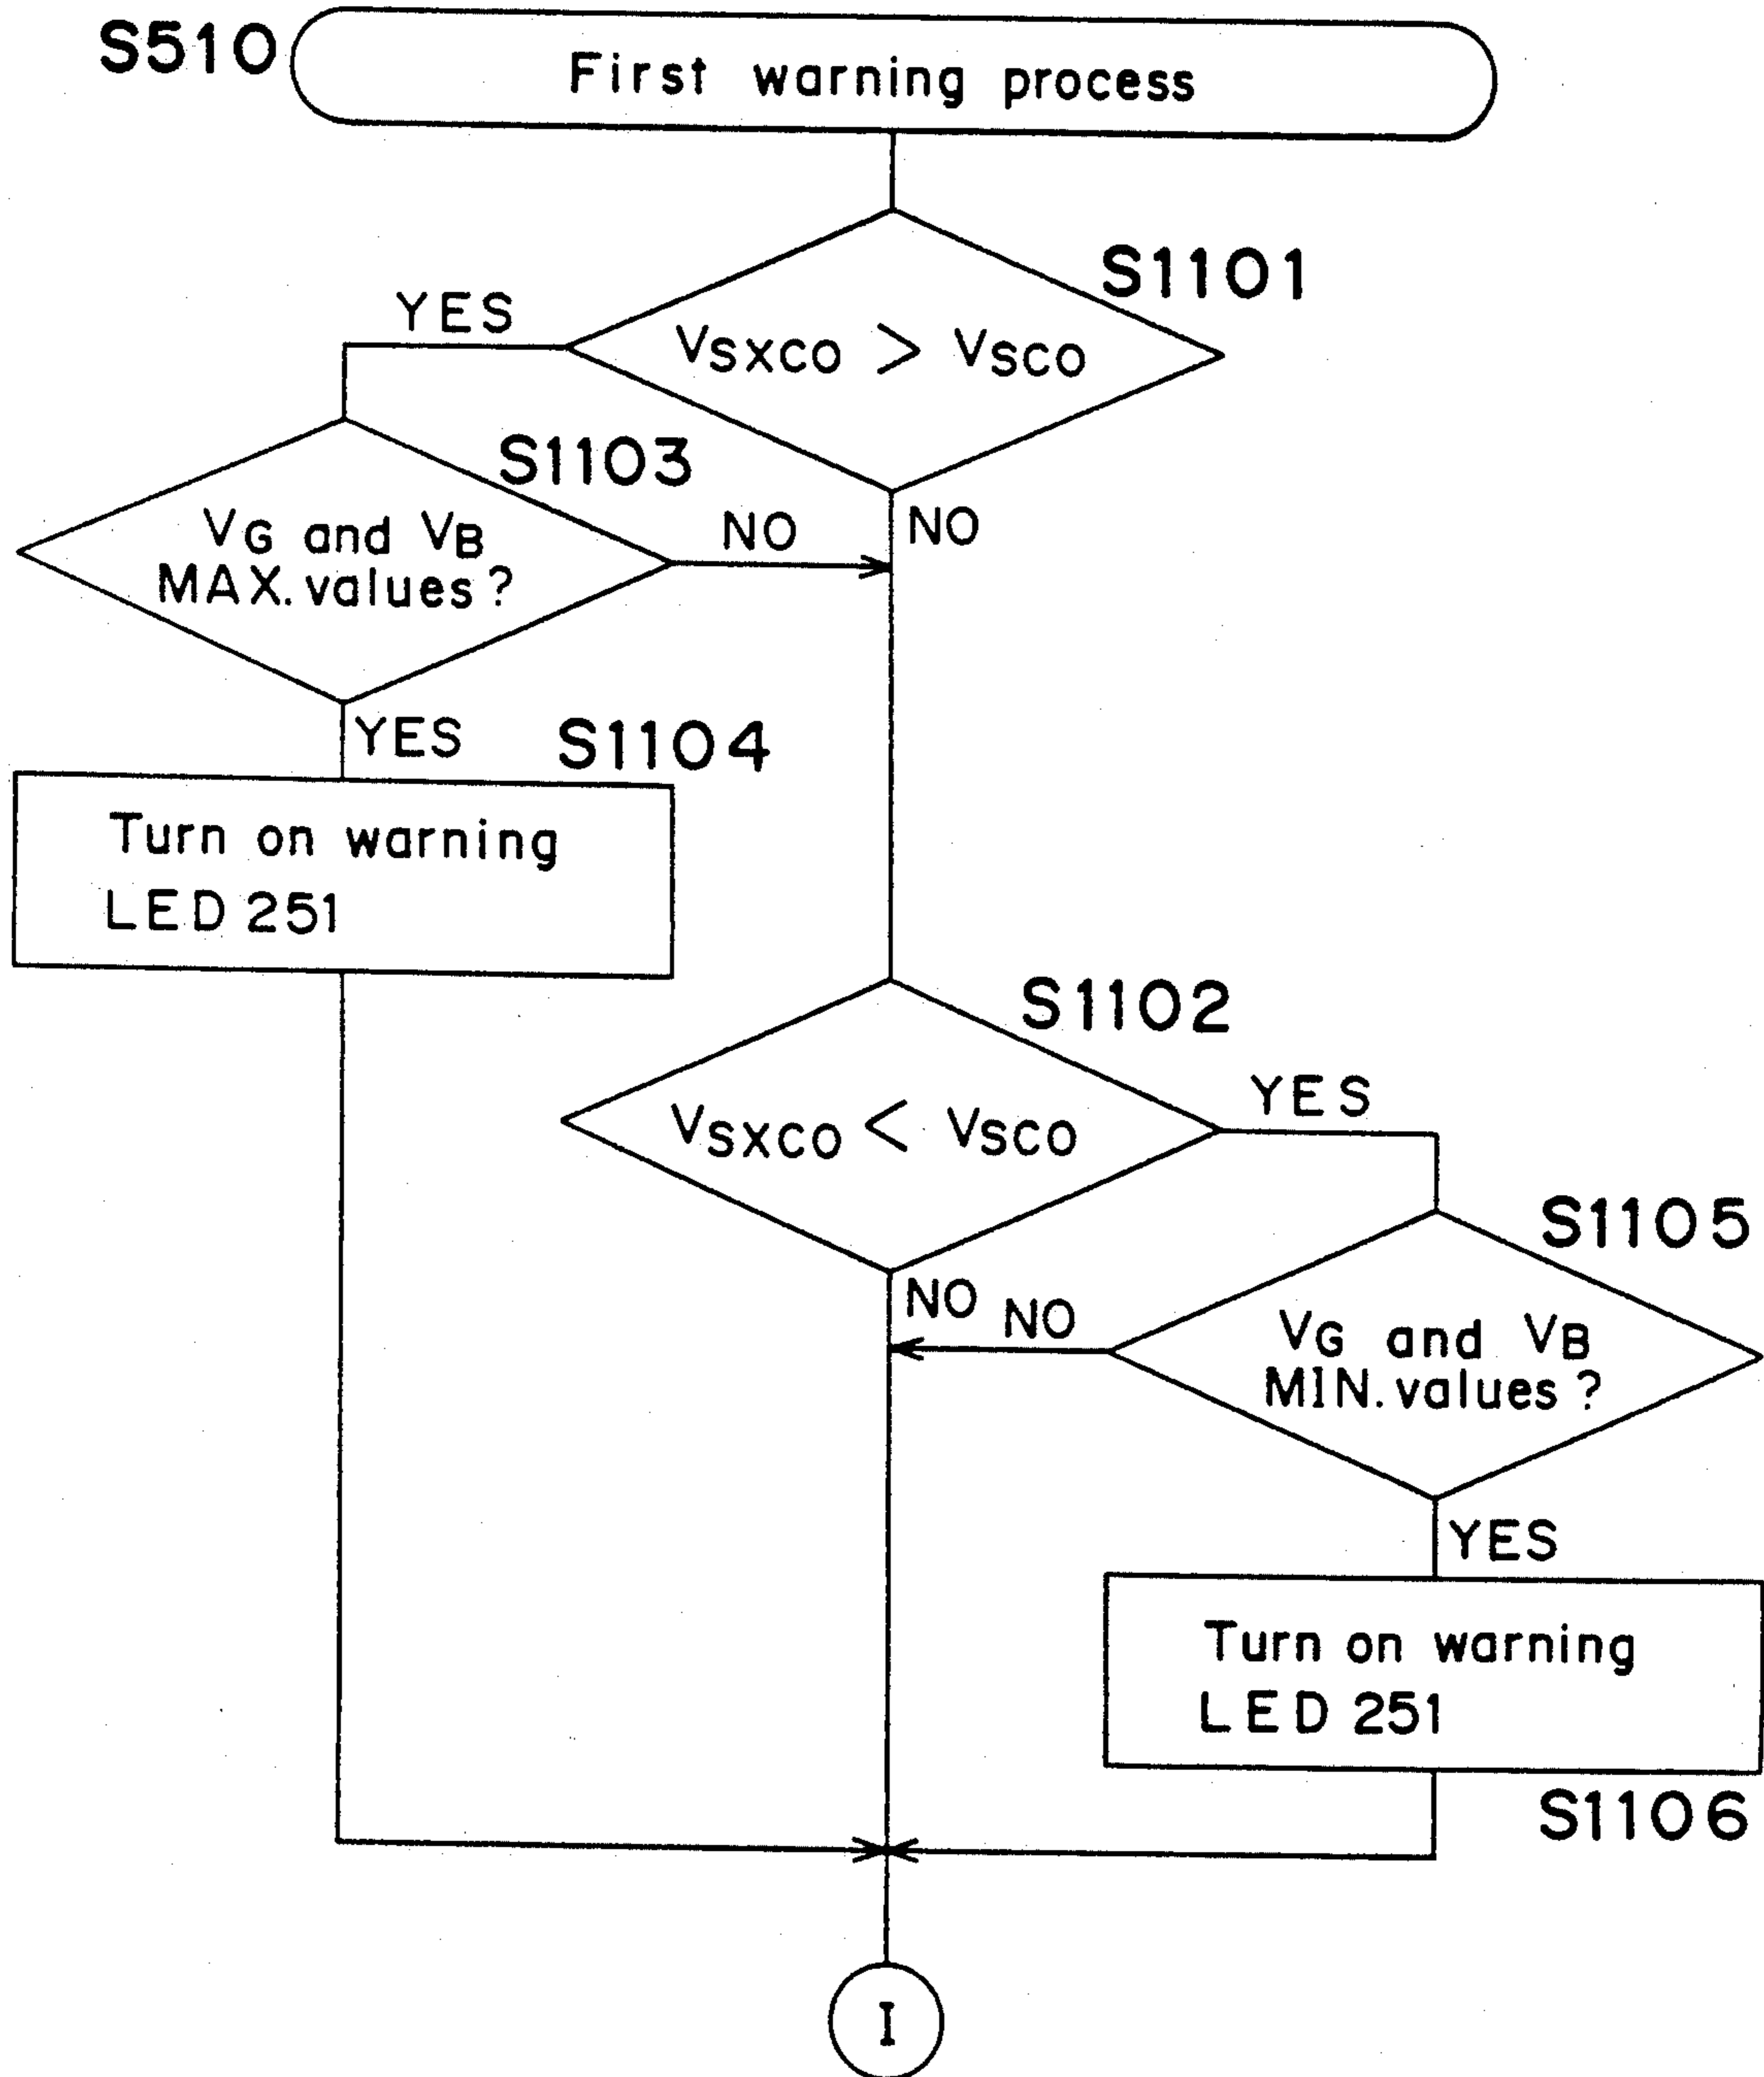 S510
First warning process
S1101
YES
VSXCO > VSCO
S1103
NO
NO
VG and VB
MAX. values ?
YES
S1104
Turn on warning
LED 251
S1102
YES
VSXCO < VSCO
S1105
NO
NO
VG and VB
MIN. values ?
YES
Turn on warning
LED 251
S1106
I